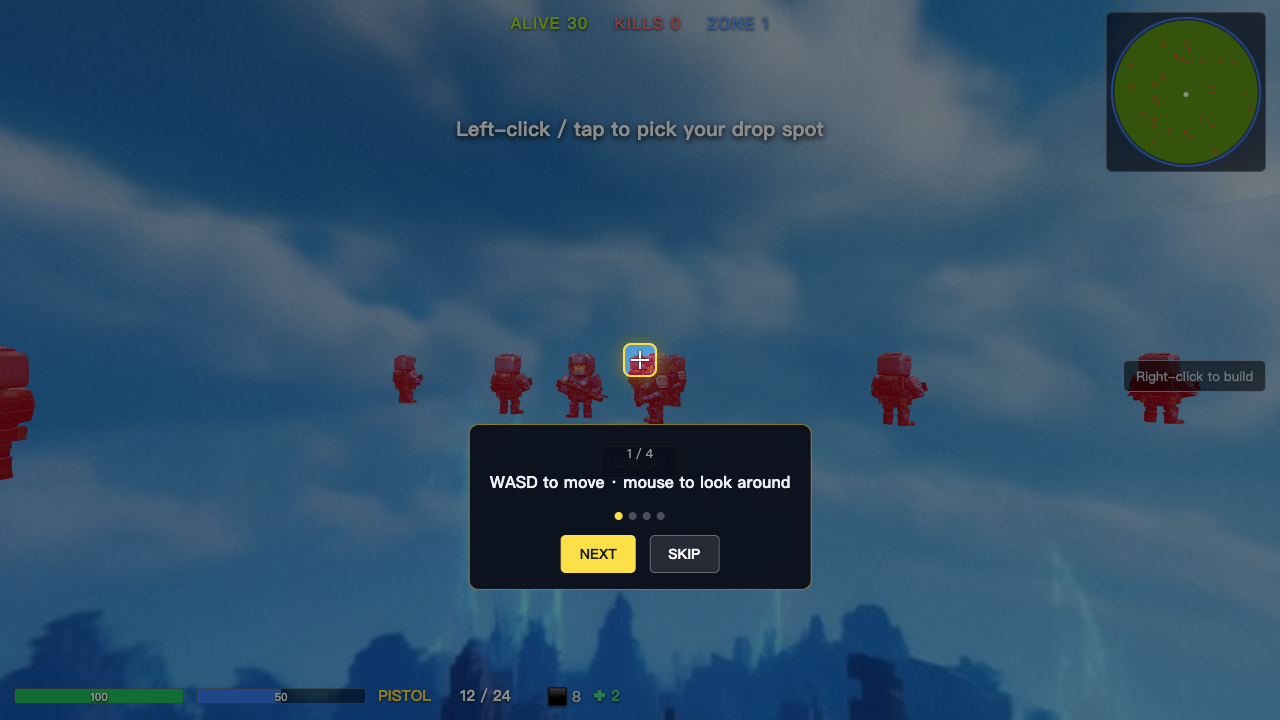 ALIVE 30 KILLS 0 ZONE 1
Left-click / tap to pick your drop spot
Right-click to build
1 / 4
WASD to move · mouse to look around
NEXT SKIP
100 50 PISTOL 12 / 24 8 2